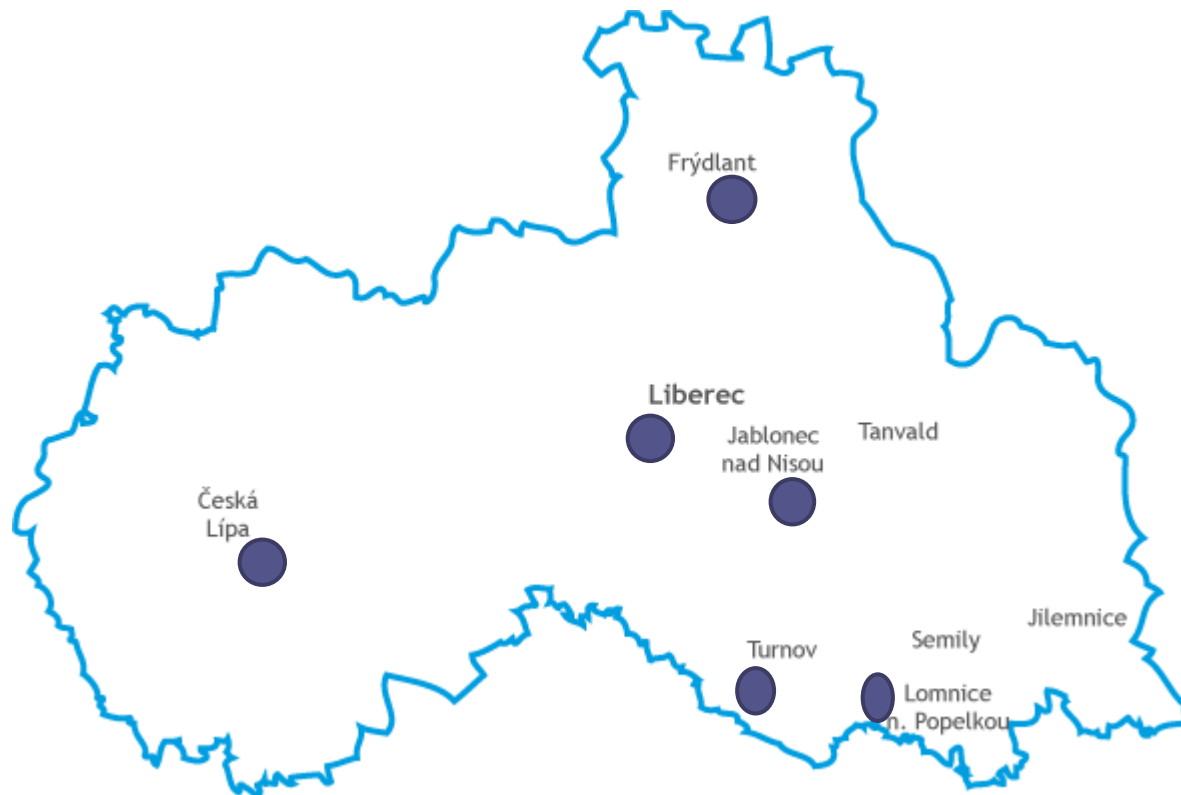 Frýdlant
Liberec
Jablonec
nad Nisou
Tanvald
Česká
Lípa
Jilemnice
Semily
Turnov
Lomnice
n. Popelkou